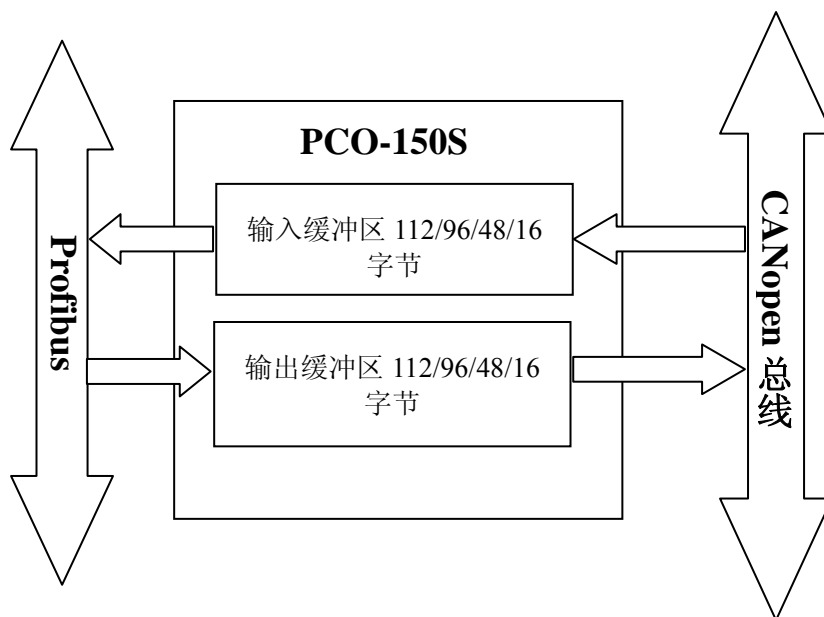 PCO-150S
Profibus
输入缓冲区 112/96/48/16
字节
输出缓冲区 112/96/48/16
字节
CANopen 总线